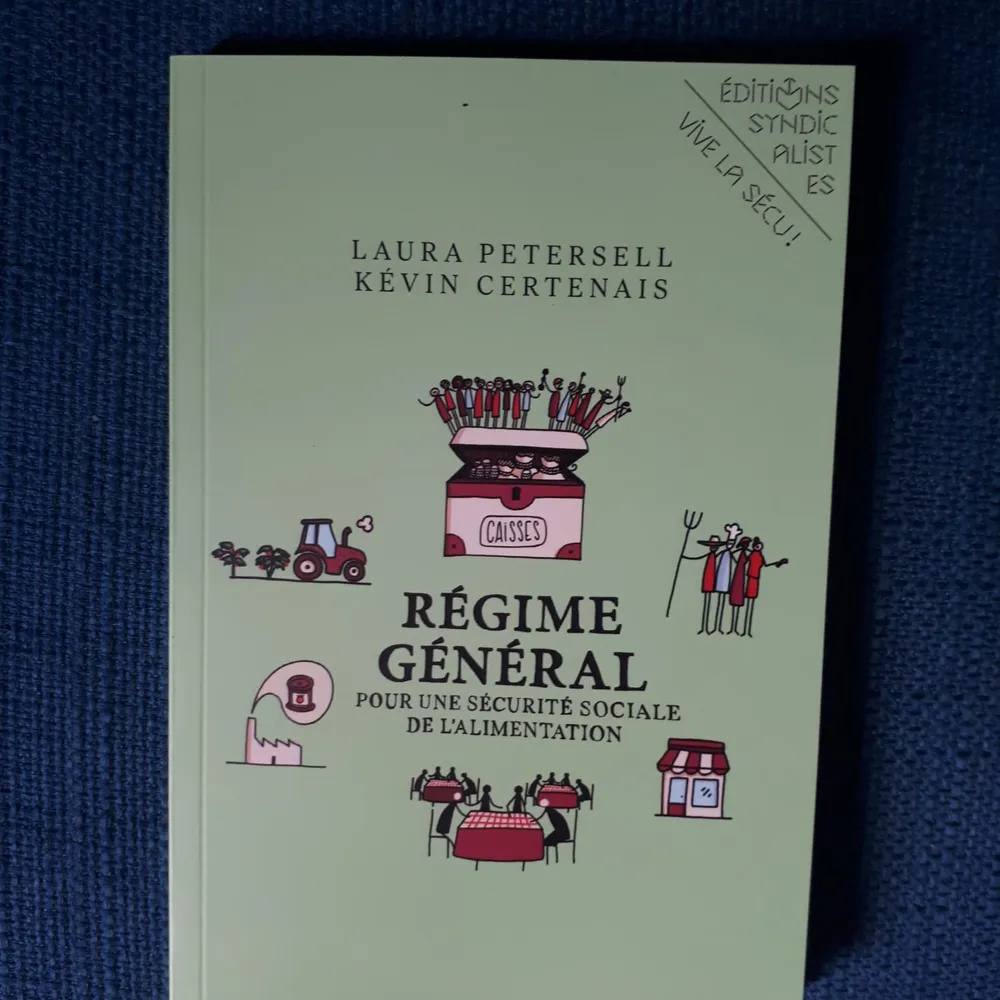 ÉDITIONS
SYNDIC
ALIST
ES
VIVE LA SÉCU!
LAURA PETERSELL
KÉVIN CERTENAIS
CAISSES
RÉGIME
GÉNÉRAL
POUR UNE SÉCURITÉ SOCIALE
DE L'ALIMENTATION